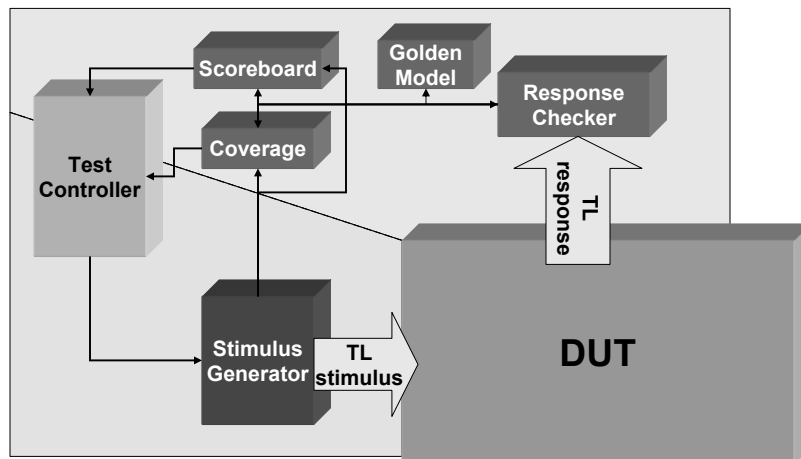 Scoreboard
Golden
Model
Response
Checker
Coverage
Test
Controller
TL
response
Stimulus
Generator
TL
stimulus
DUT